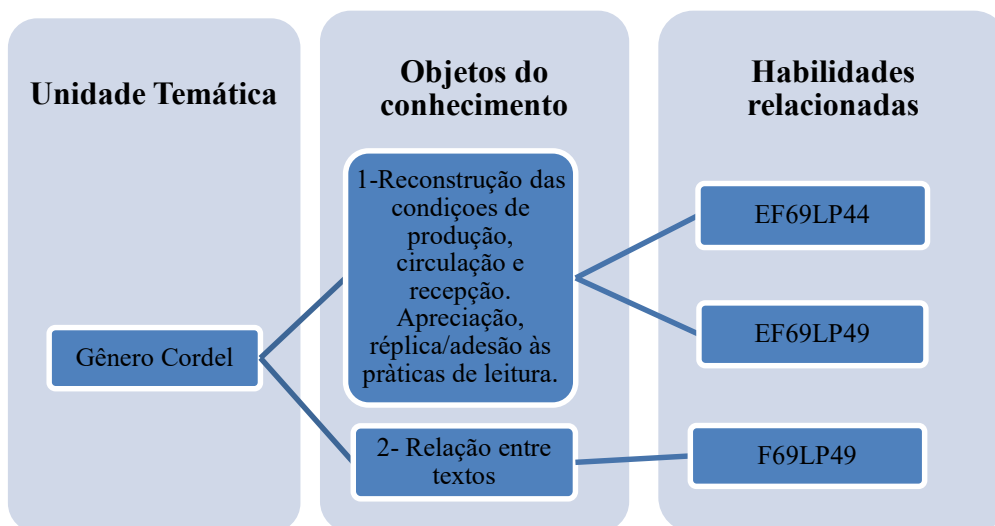 Unidade Temática
Gênero Cordel
Objetos do
conhecimento
1-Reconstrução das
condiçoes de
produção,
circulação e
recepção.
Apreciação,
réplica/adesão às
pràticas de leitura.
2- Relação entre
textos
Habilidades
relacionadas
EF69LP44
EF69LP49
F69LP49